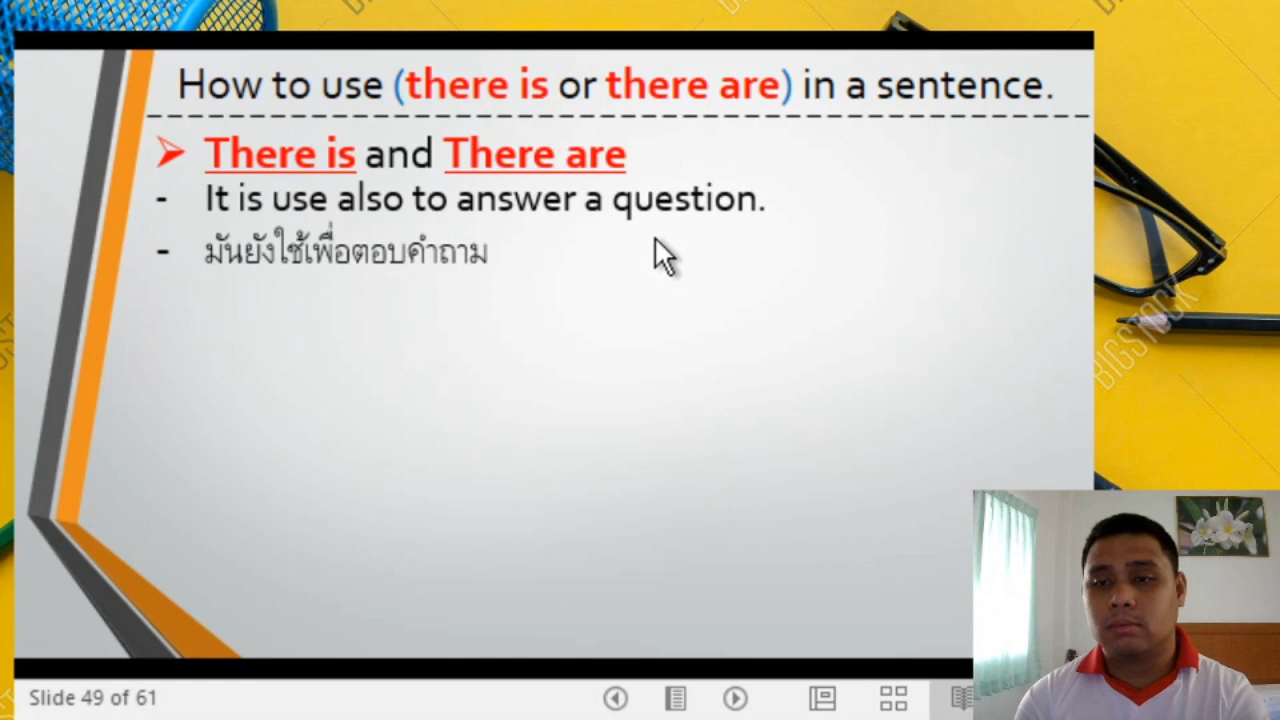 How to use (there is or there are) in a sentence.
There is and There are
- It is use also to answer a question.
- มันยังใช้เพื่อตอบคำถาม
BIGSTOCK
Slide 49 of 61